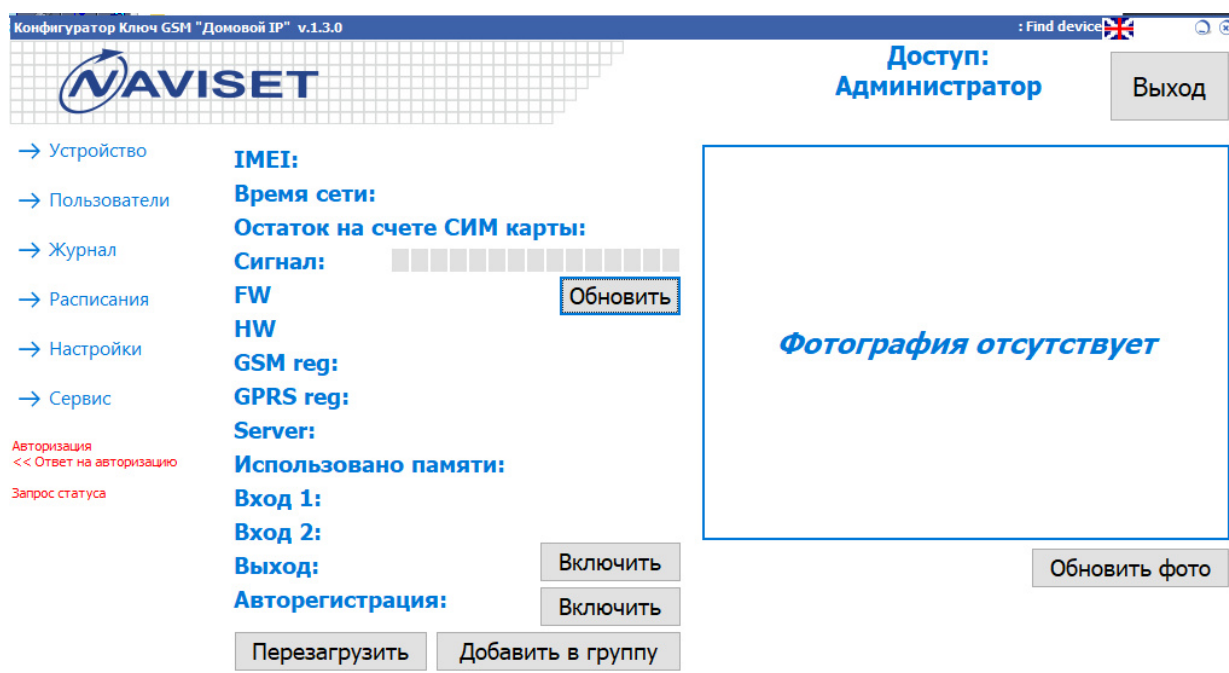 Конфигуратор Ключ GSM "Домовой IP" v.1.3.0
: Find device
NAVISET
Доступ:
Администратор
Выход
Устройство
Пользователи
Журнал
Расписания
Настройки
Сервис
Авторизация
<< Ответ на авторизацию
Запрос статуса
IMEI:
Время сети:
Остаток на счете СИМ карты:
Сигнал:
FW
Обновить
HW
GSM reg:
GPRS reg:
Server:
Использовано памяти:
Вход 1:
Вход 2:
Выход:
Включить
Авторегистрация:
Включить
Перезагрузить
Добавить в группу
Фотография отсутствует
Обновить фото